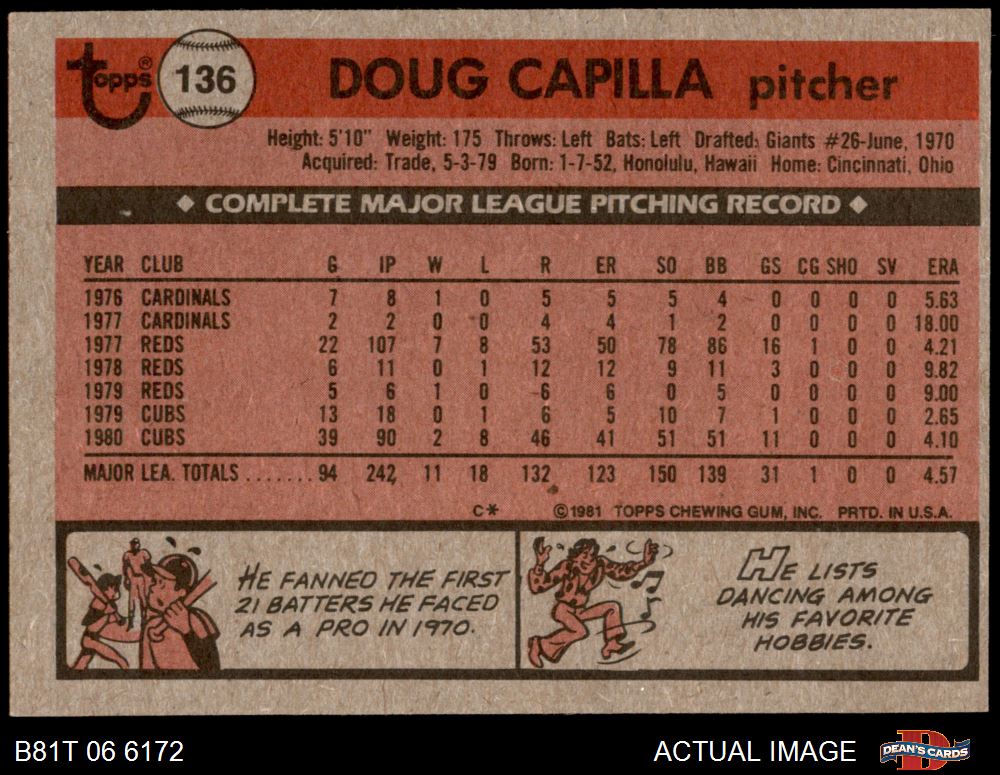 Topps® 136 DOUG CAPILLA pitcher
Height: 5'10" Weight: 175 Throws: Left Bats: Left Drafted: Giants #26-June, 1970
Acquired: Trade, 5-3-79 Born: 1-7-52, Honolulu, Hawaii Home: Cincinnati, Ohio
◆ COMPLETE MAJOR LEAGUE PITCHING RECORD ◆
YEAR CLUB G IP W L R ER SO BB GS CG SHO SV ERA
1976 CARDINALS 7 8 1 0 5 5 5 4 0 0 0 0 5.63
1977 CARDINALS 2 2 0 0 4 4 1 2 0 0 0 0 18.00
1977 REDS 22 107 7 8 53 50 78 86 16 1 0 0 4.21
1978 REDS 6 11 0 1 12 12 9 11 3 0 0 0 9.82
1979 REDS 5 6 1 0 6 6 0 5 0 0 0 0 9.00
1979 CUBS 13 18 0 1 6 5 10 7 1 0 0 0 2.65
1980 CUBS 39 90 2 8 46 41 51 51 11 0 0 0 4.10
MAJOR LEA. TOTALS ....... 94 242 11 18 132 123 150 139 31 1 0 0 4.57
C* ©1981 TOPPS CHEWING GUM, INC. PRTD. IN U.S.A.
HE FANNED THE FIRST
21 BATTERS HE FACED
AS A PRO IN 1970.
HE LISTS
DANCING AMONG
HIS FAVORITE
HOBBIES.
B81T 06 6172 ACTUAL IMAGE D DEAN'S CARDS